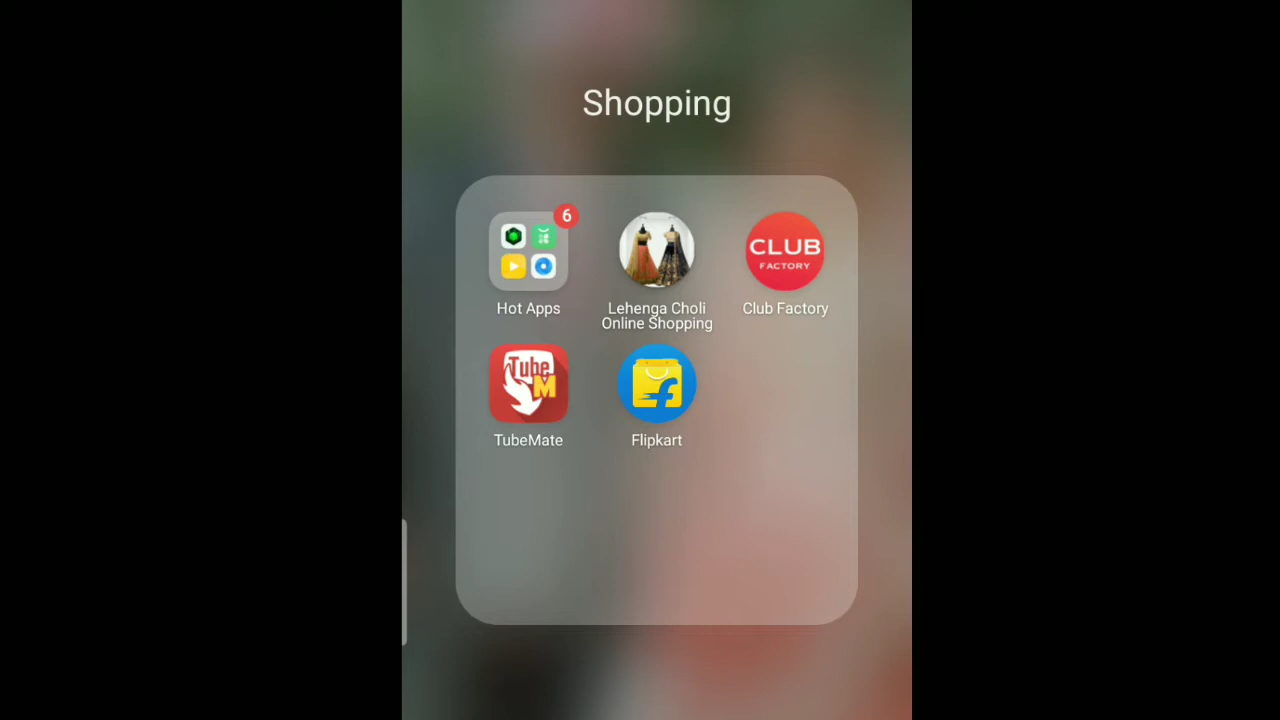 Shopping
6
Hot Apps
Lehenga Choli
Online Shopping
CLUB
FACTORY
Club Factory
Tube
M
TubeMate
f
Flipkart